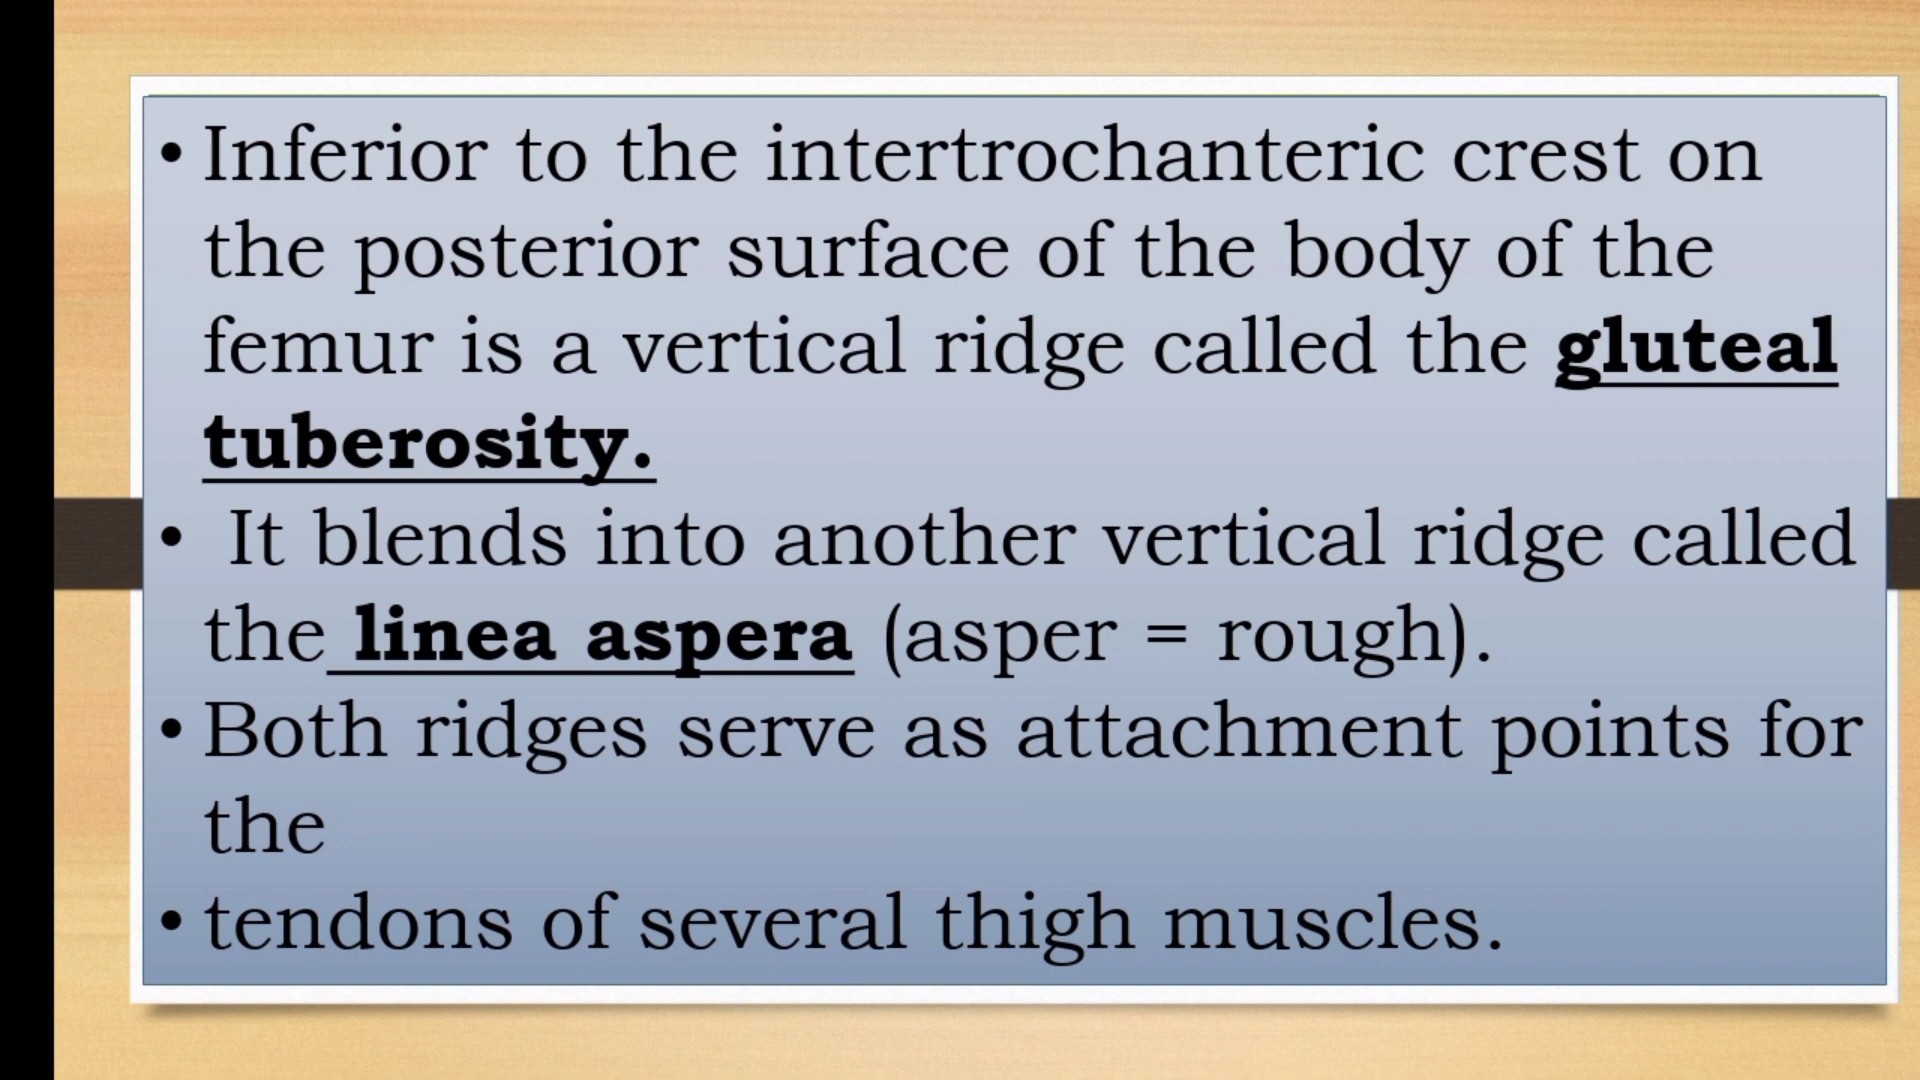 • Inferior to the intertrochanteric crest on
the posterior surface of the body of the
femur is a vertical ridge called the gluteal
tuberosity.
• It blends into another vertical ridge called
the linea aspera (asper = rough).
• Both ridges serve as attachment points for
the
• tendons of several thigh muscles.